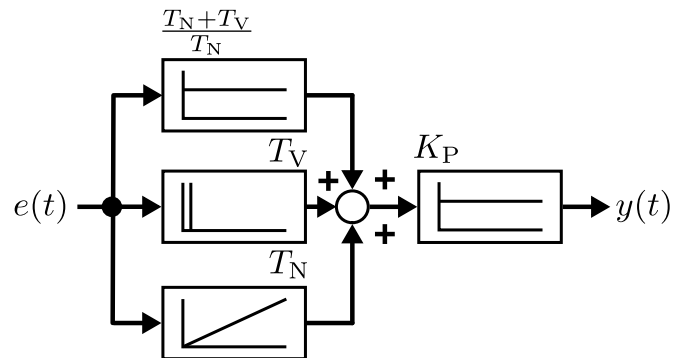 T_N+T_V
T_N
T_V
K_P
+
+
e(t)
y(t)
+
T_N